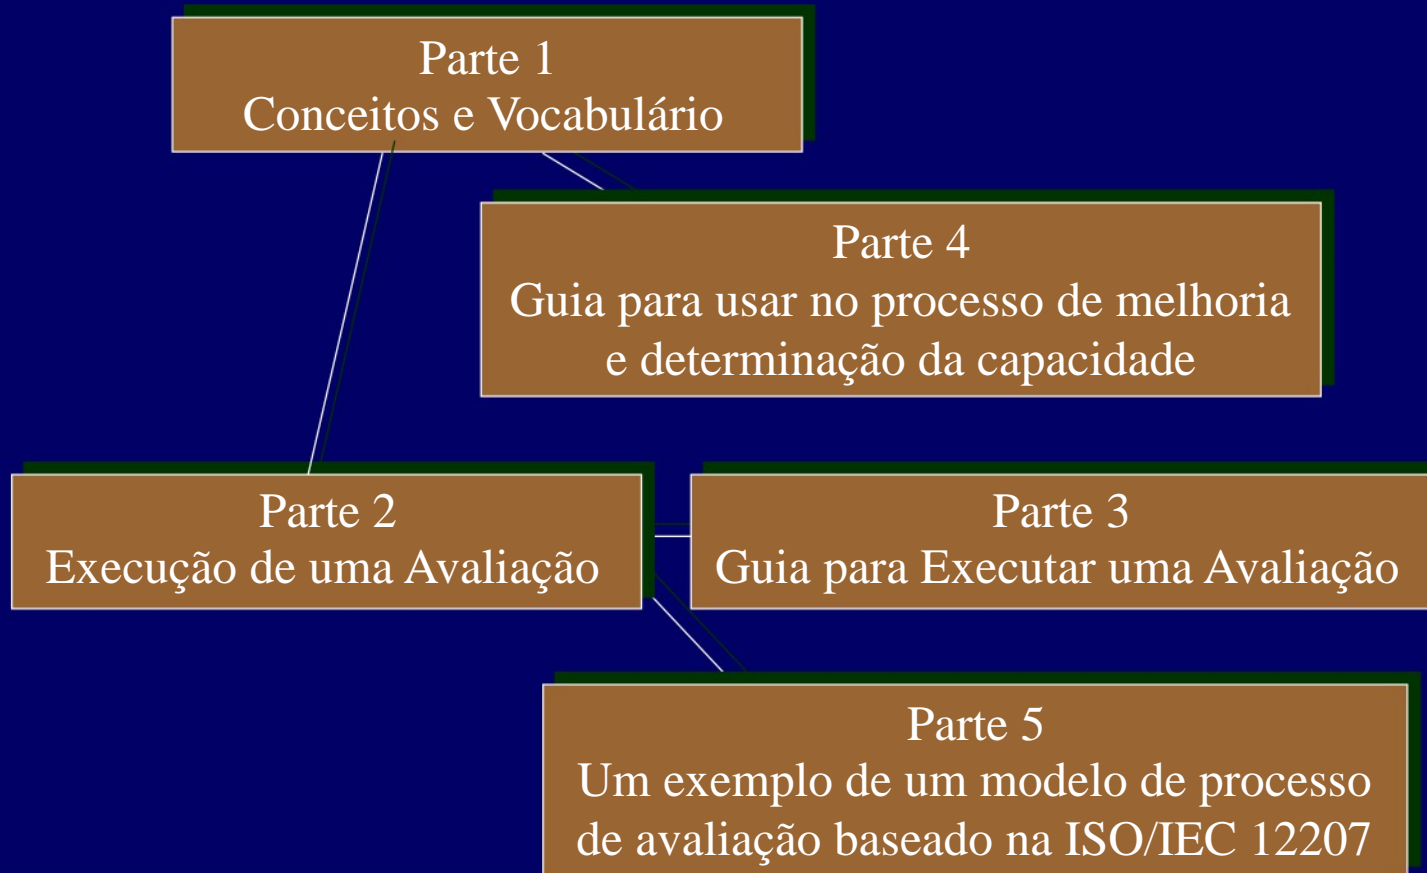 Parte 1
Conceitos e Vocabulário
Parte 4
Guia para usar no processo de melhoria
e determinação da capacidade
Parte 2
Execução de uma Avaliação
Parte 3
Guia para Executar uma Avaliação
Parte 5
Um exemplo de um modelo de processo
de avaliação baseado na ISO/IEC 12207